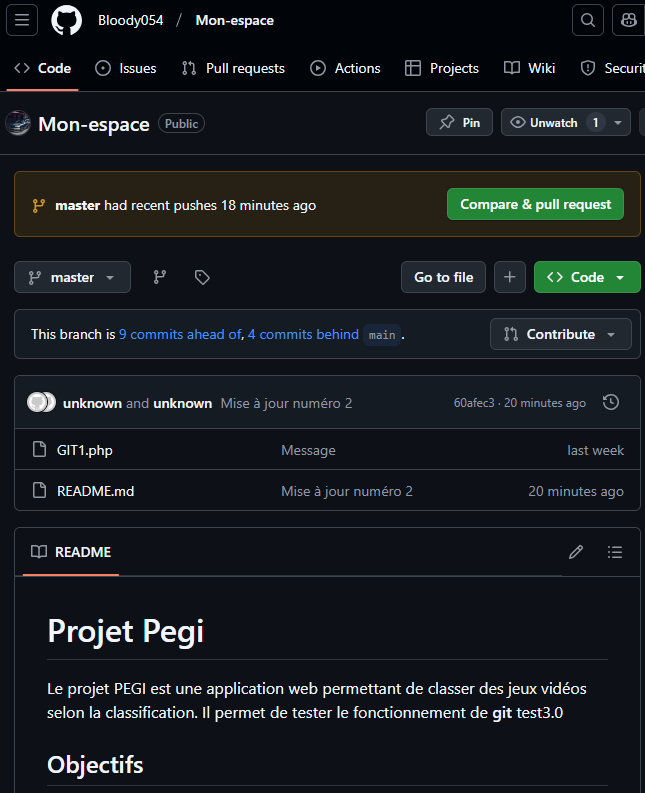 Bloody054 / Mon-espace
Code Issues Pull requests Actions Projects Wiki Securi
Mon-espace Public Pin Unwatch 1
master had recent pushes 18 minutes ago Compare & pull request
master Go to file Code
This branch is 9 commits ahead of, 4 commits behind main. Contribute
unknown and unknown Mise à jour numéro 2 60afec3 · 20 minutes ago
GIT1.php Message last week
README.md Mise à jour numéro 2 20 minutes ago
README
Projet Pegi
Le projet PEGI est une application web permettant de classer des jeux vidéos
selon la classification. Il permet de tester le fonctionnement de git test3.0
Objectifs